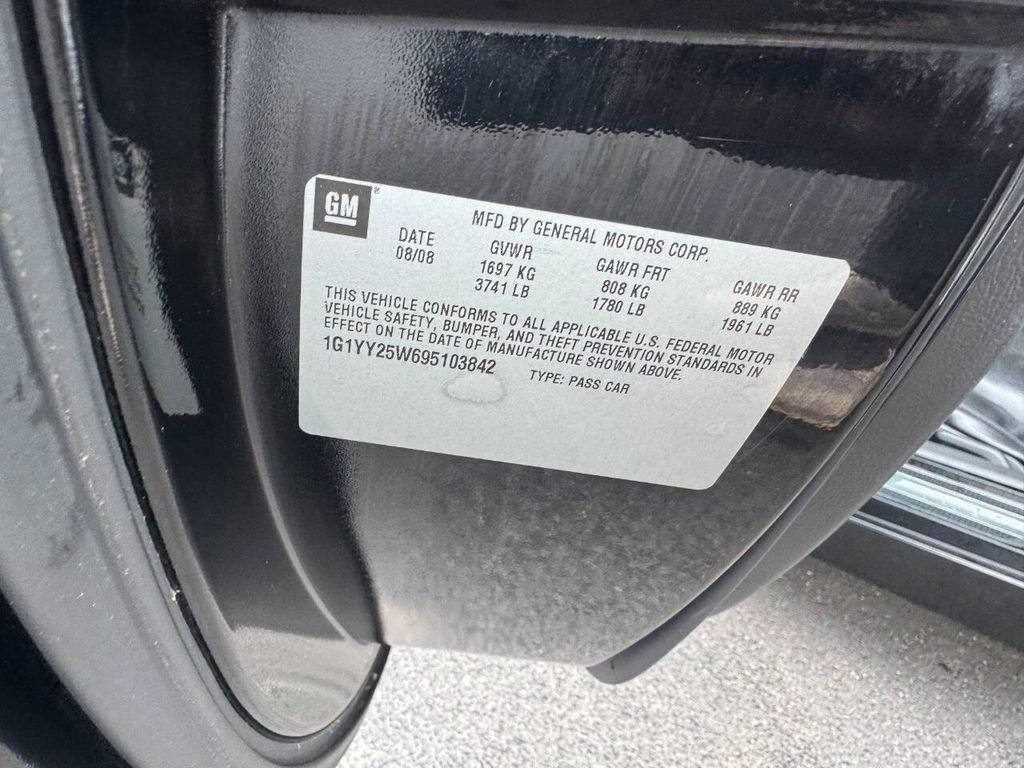 GM
MFD BY GENERAL MOTORS CORP.
DATE GVWR GAWR FRT GAWR RR
08/08 1697 KG 808 KG 889 KG
3741 LB 1780 LB 1961 LB
THIS VEHICLE CONFORMS TO ALL APPLICABLE U.S. FEDERAL MOTOR
VEHICLE SAFETY, BUMPER, AND THEFT PREVENTION STANDARDS IN
EFFECT ON THE DATE OF MANUFACTURE SHOWN ABOVE.
1G1YY25W695103842 TYPE: PASS CAR